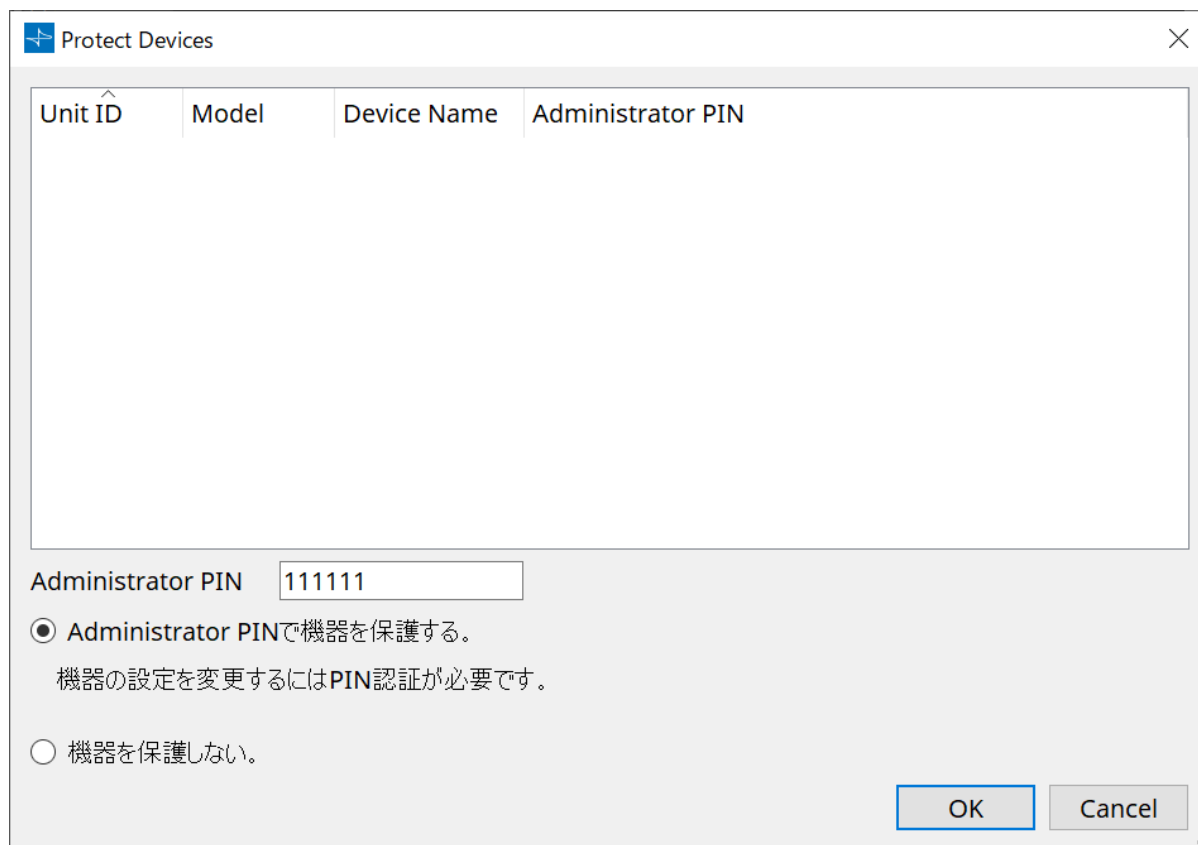 Protect Devices
Unit ID Model Device Name Administrator PIN
Administrator PIN 111111
Administrator PINで機器を保護する。
機器の設定を変更するにはPIN認証が必要です。
機器を保護しない。
OK Cancel